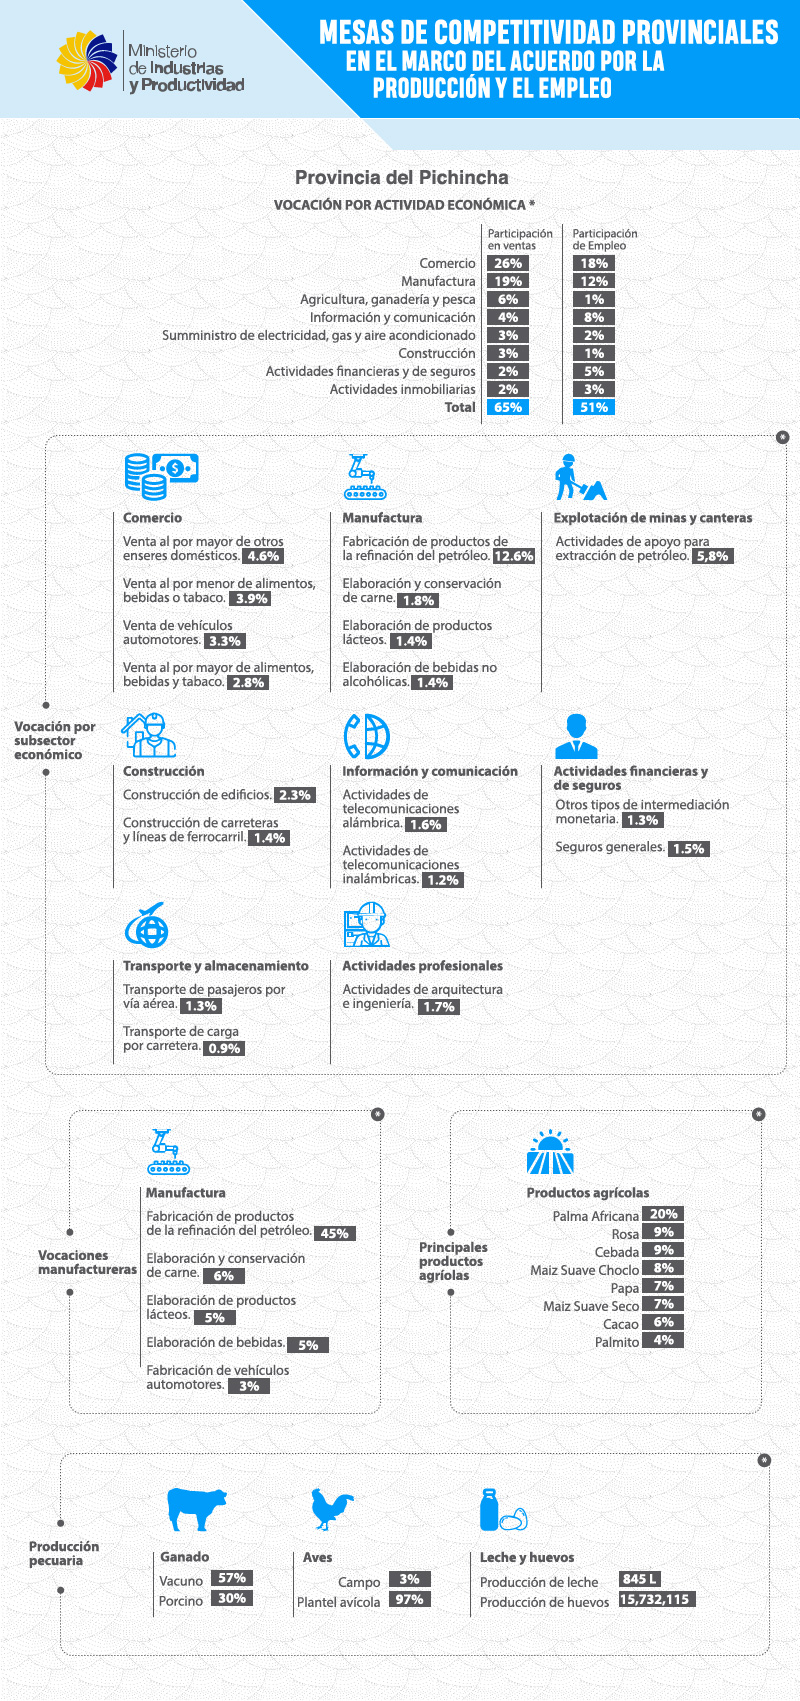 Ministerio
de Industrias
y Productividad
MESAS DE COMPETITIVIDAD PROVINCIALES
EN EL MARCO DEL ACUERDO POR LA
PRODUCCIÓN Y EL EMPLEO
Provincia del Pichincha
VOCACIÓN POR ACTIVIDAD ECONÓMICA *
Participación en ventas
Participación de Empleo
Comercio 26% 18%
Manufactura 19% 12%
Agricultura, ganadería y pesca 6% 1%
Información y comunicación 4% 8%
Sumministro de electricidad, gas y aire acondicionado 3% 2%
Construcción 3% 1%
Actividades financieras y de seguros 2% 5%
Actividades inmobiliarias 2% 3%
Total 65% 51%
*
Vocación por
subsector
económico
Comercio
Venta al por mayor de otros
enseres domésticos. 4.6%
Venta al por menor de alimentos,
bebidas o tabaco. 3.9%
Venta de vehículos
automotores. 3.3%
Venta al por mayor de alimentos,
bebidas y tabaco. 2.8%
Manufactura
Fabricación de productos de
la refinación del petróleo. 12.6%
Elaboración y conservación
de carne. 1.8%
Elaboración de productos
lácteos. 1.4%
Elaboración de bebidas no
alcohólicas. 1.4%
Explotación de minas y canteras
Actividades de apoyo para
extracción de petróleo. 5,8%
Construcción
Construcción de edificios. 2.3%
Construcción de carreteras
y líneas de ferrocarril. 1.4%
Información y comunicación
Actividades de
telecomunicaciones
alámbrica. 1.6%
Actividades de
telecomunicaciones
inalámbricas. 1.2%
Actividades financieras y
de seguros
Otros tipos de intermediación
monetaria. 1.3%
Seguros generales. 1.5%
Transporte y almacenamiento
Transporte de pasajeros por
vía aérea. 1.3%
Transporte de carga
por carretera. 0.9%
Actividades profesionales
Actividades de arquitectura
e ingeniería. 1.7%
*
Vocaciones
manufactureras
Manufactura
Fabricación de productos
de la refinación del petróleo. 45%
Elaboración y conservación
de carne. 6%
Elaboración de productos
lácteos. 5%
Elaboración de bebidas. 5%
Fabricación de vehículos
automotores. 3%
*
Principales
productos
agríolas
Productos agrícolas
Palma Africana 20%
Rosa 9%
Cebada 9%
Maiz Suave Choclo 8%
Papa 7%
Maiz Suave Seco 7%
Cacao 6%
Palmito 4%
*
Producción
pecuaria
Ganado
Vacuno 57%
Porcino 30%
Aves
Campo 3%
Plantel avícola 97%
Leche y huevos
Producción de leche 845 L
Producción de huevos 15,732,115